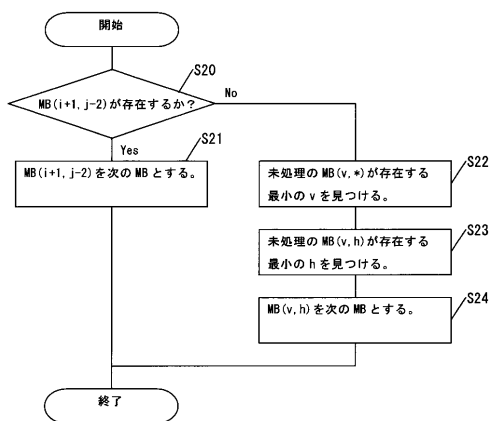 開始
S20
MB(i+1, j-2)が存在するか?
No
Yes
S21
MB(i+1, j-2)を次のMBとする。
S22
未処理のMB(v,*)が存在する
最小のvを見つける。
S23
未処理のMB(v,h)が存在する
最小のhを見つける。
S24
MB(v,h)を次のMBとする。
終了